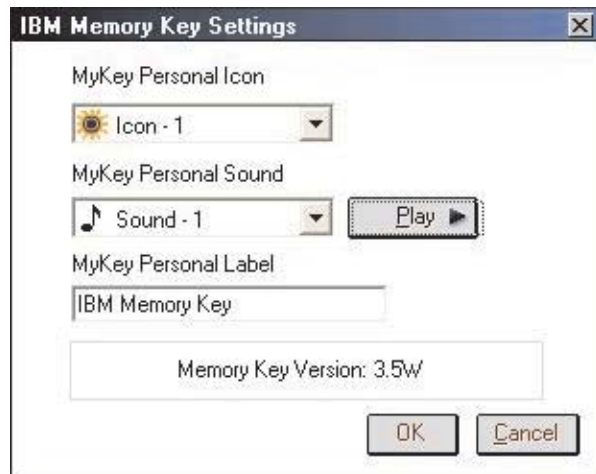 IBM Memory Key Settings
MyKey Personal Icon
Icon - 1
MyKey Personal Sound
Sound - 1
Play
MyKey Personal Label
IBM Memory Key
Memory Key Version: 3.5W
OK
Cancel